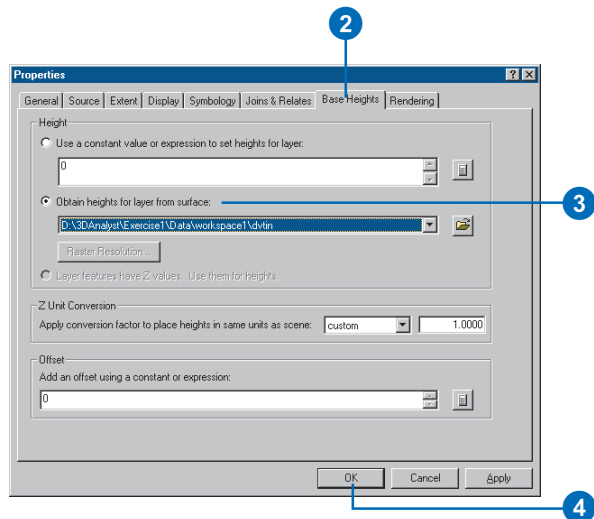 2
Properties
General Source Extent Display Symbology Joins & Relates Base Heights Rendering
Height
Use a constant value or expression to set heights for layer:
0
Obtain heights for layer from surface:
3
D:\3DAnalyst\Exercise1\Data\workspace1\dvtin
Raster Resolution...
Layer features have Z values. Use them for heights.
Z Unit Conversion
Apply conversion factor to place heights in same units as scene: custom 1.0000
Offset
Add an offset using a constant or expression:
0
OK Cancel Apply
4